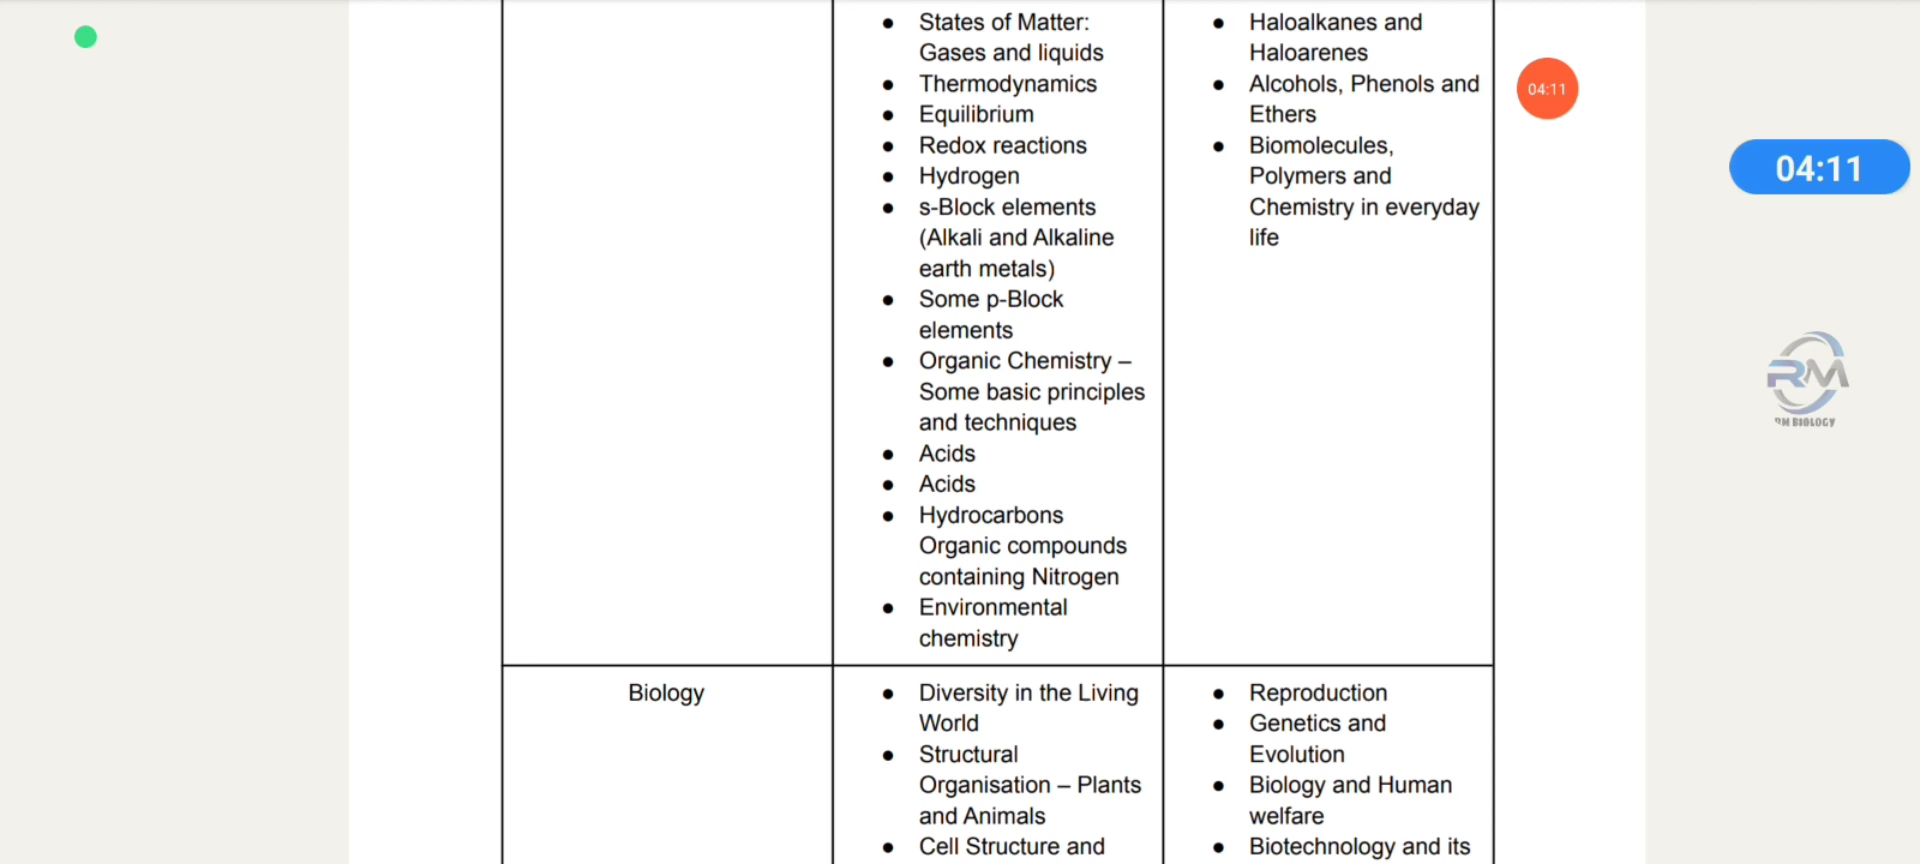 States of Matter:
Gases and liquids
Thermodynamics
Equilibrium
Redox reactions
Hydrogen
s-Block elements
(Alkali and Alkaline
earth metals)
Some p-Block
elements
Organic Chemistry –
Some basic principles
and techniques
Acids
Acids
Hydrocarbons
Organic compounds
containing Nitrogen
Environmental
chemistry
Haloalkanes and
Haloarenes
Alcohols, Phenols and
Ethers
Biomolecules,
Polymers and
Chemistry in everyday
life
Biology
Diversity in the Living
World
Structural
Organisation – Plants
and Animals
Cell Structure and
Reproduction
Genetics and
Evolution
Biology and Human
welfare
Biotechnology and its
04:11
04:11
RM
RM BIOLOGY